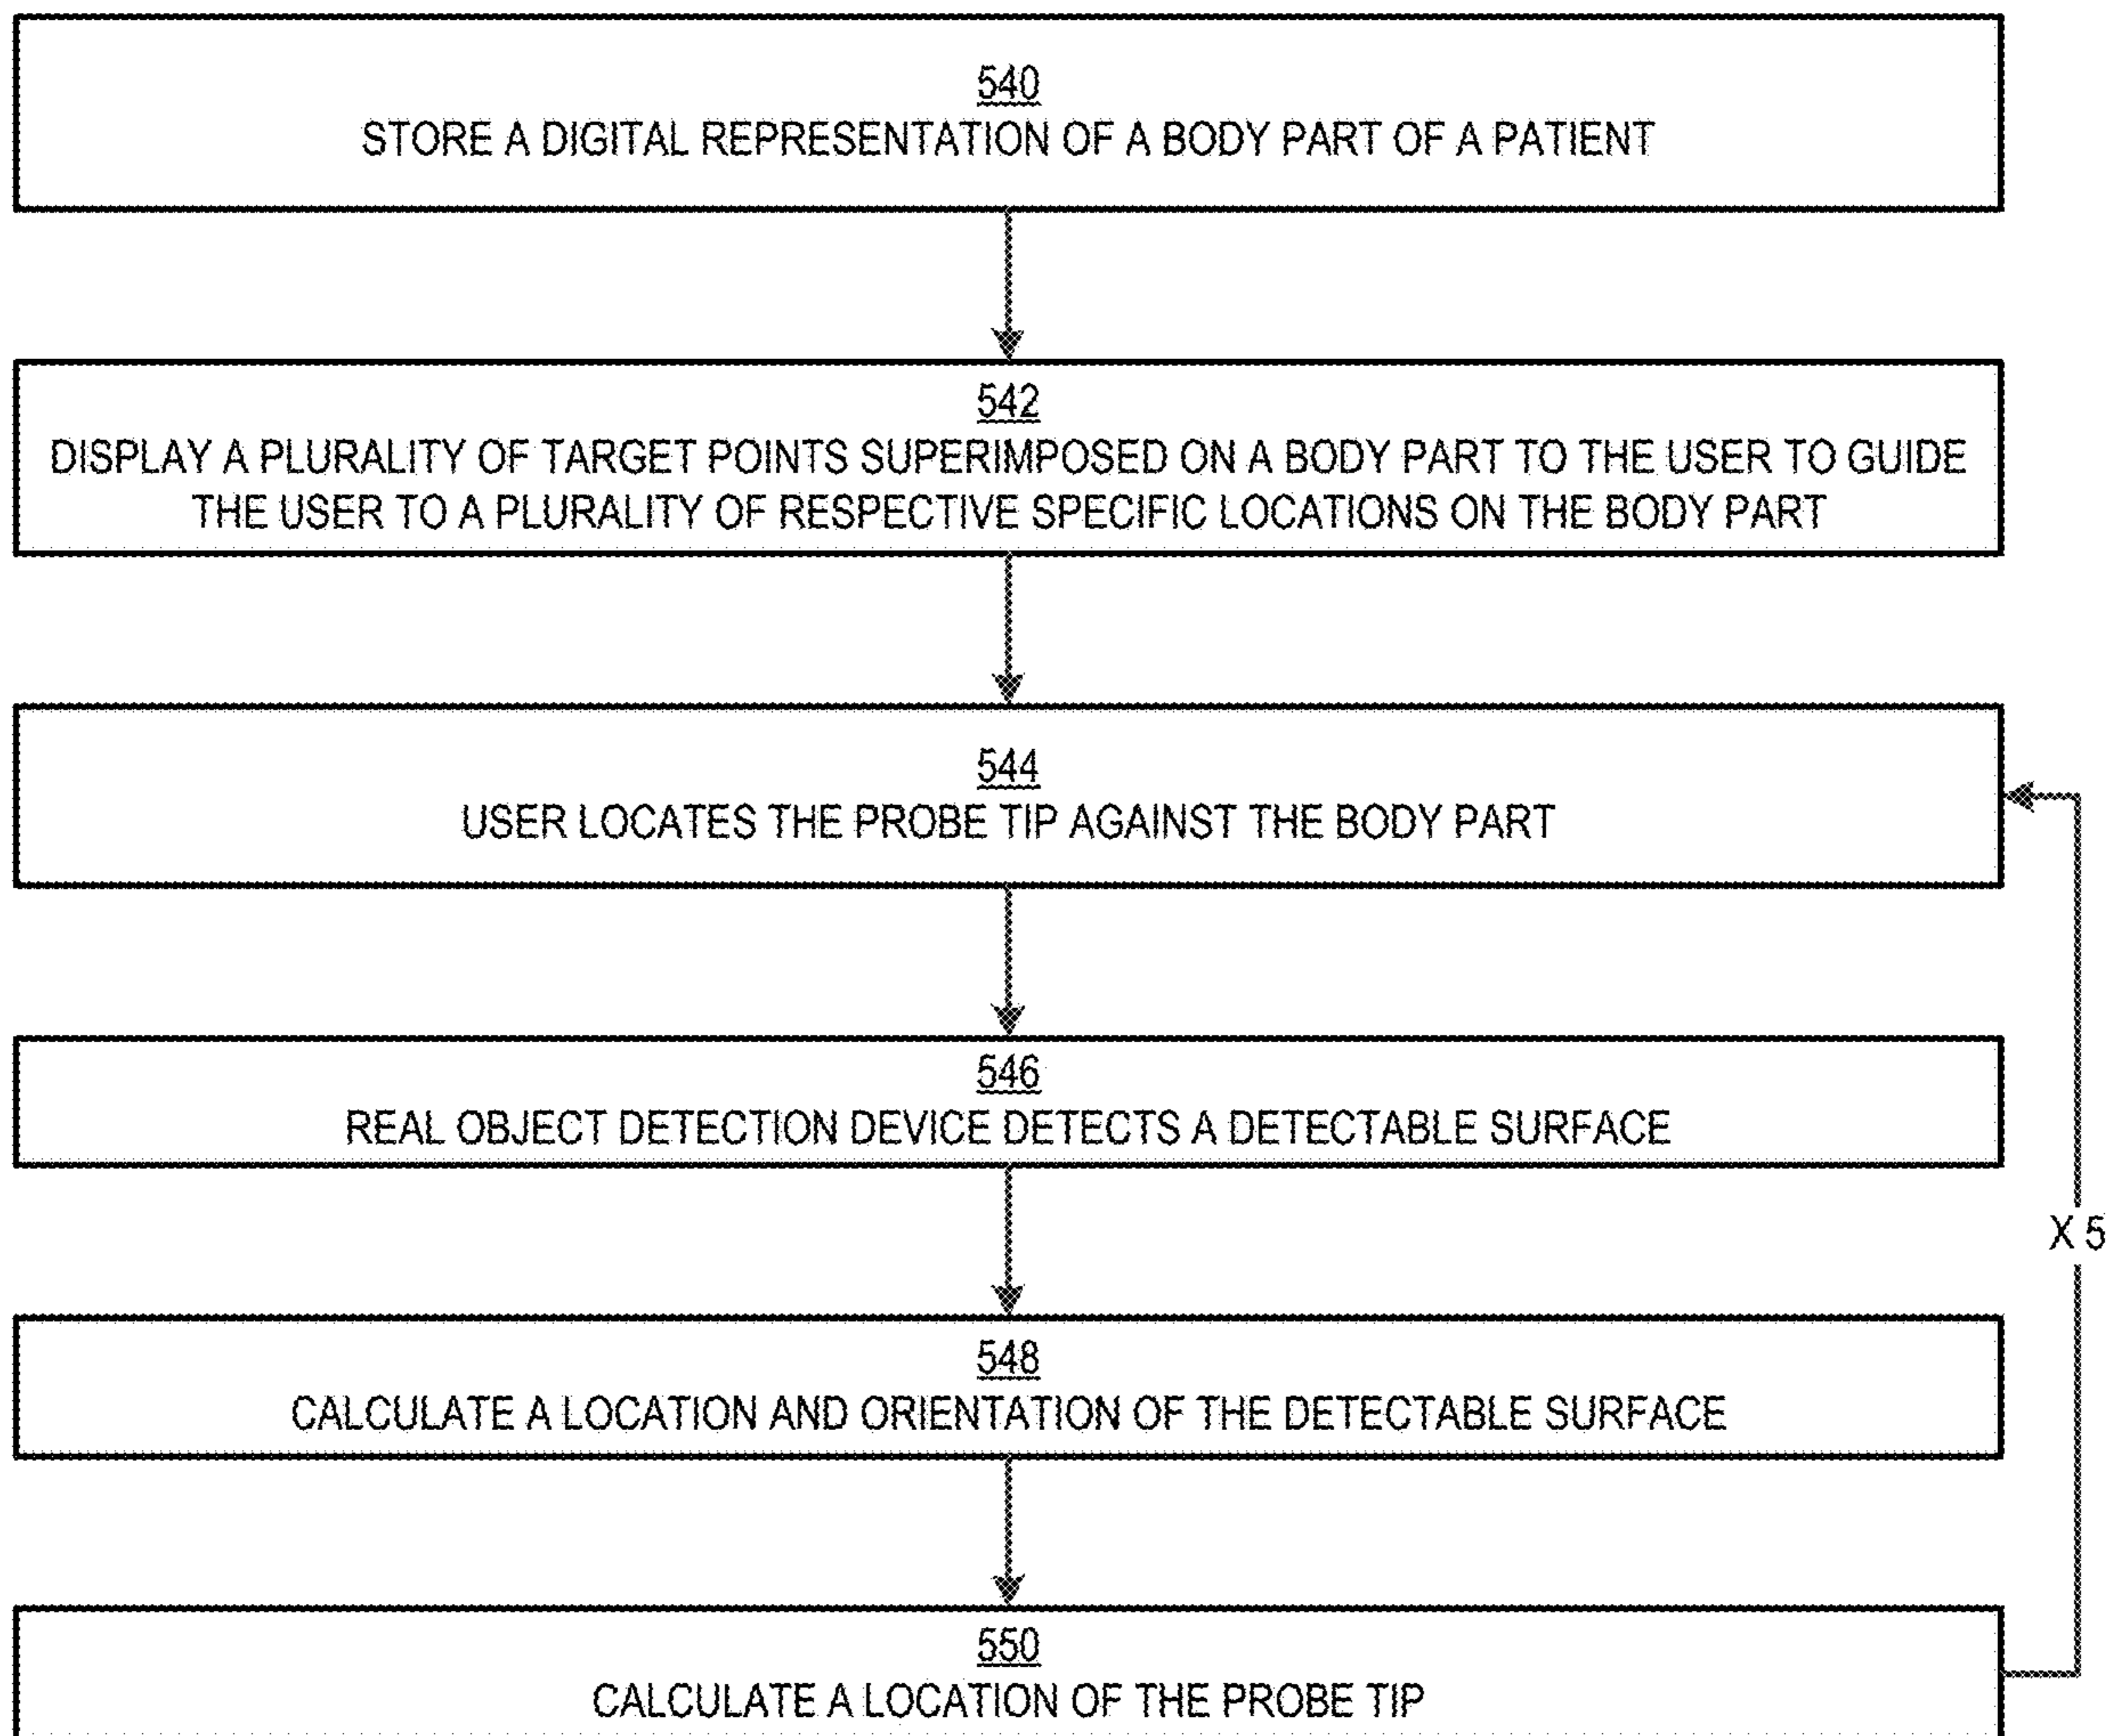 540
STORE A DIGITAL REPRESENTATION OF A BODY PART OF A PATIENT
542
DISPLAY A PLURALITY OF TARGET POINTS SUPERIMPOSED ON A BODY PART TO THE USER TO GUIDE
THE USER TO A PLURALITY OF RESPECTIVE SPECIFIC LOCATIONS ON THE BODY PART
544
USER LOCATES THE PROBE TIP AGAINST THE BODY PART
546
REAL OBJECT DETECTION DEVICE DETECTS A DETECTABLE SURFACE
X 5
548
CALCULATE A LOCATION AND ORIENTATION OF THE DETECTABLE SURFACE
550
CALCULATE A LOCATION OF THE PROBE TIP